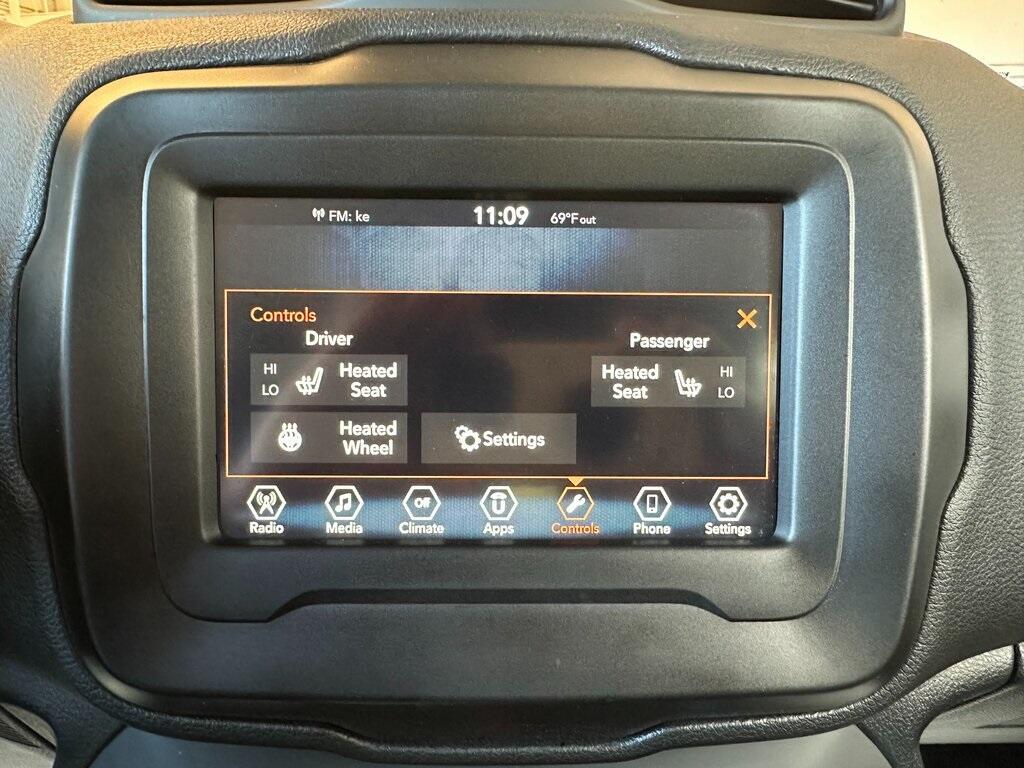 FM: ke 11:09 69°F out
Controls
Driver
Passenger
HI
LO
Heated
Seat
Heated
Seat
HI
LO
Heated
Wheel
Settings
Radio Media OFF Climate Apps Controls Phone Settings